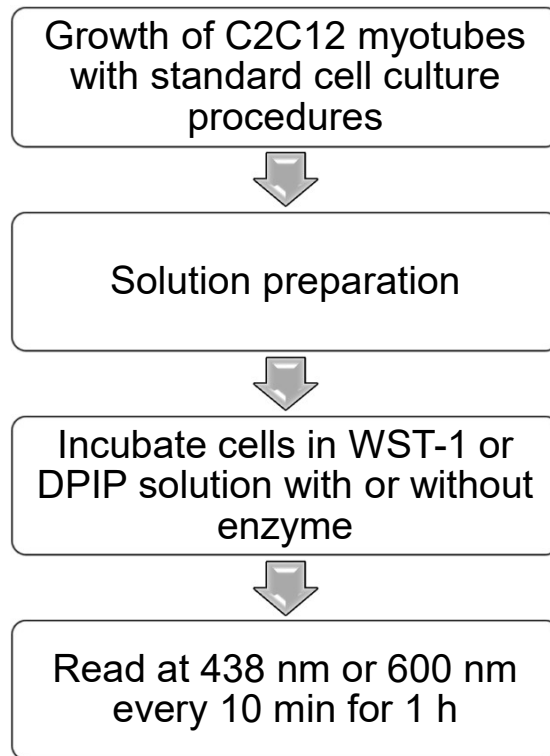 Growth of C2C12 myotubes
with standard cell culture
procedures
Solution preparation
Incubate cells in WST-1 or
DPIP solution with or without
enzyme
Read at 438 nm or 600 nm
every 10 min for 1 h